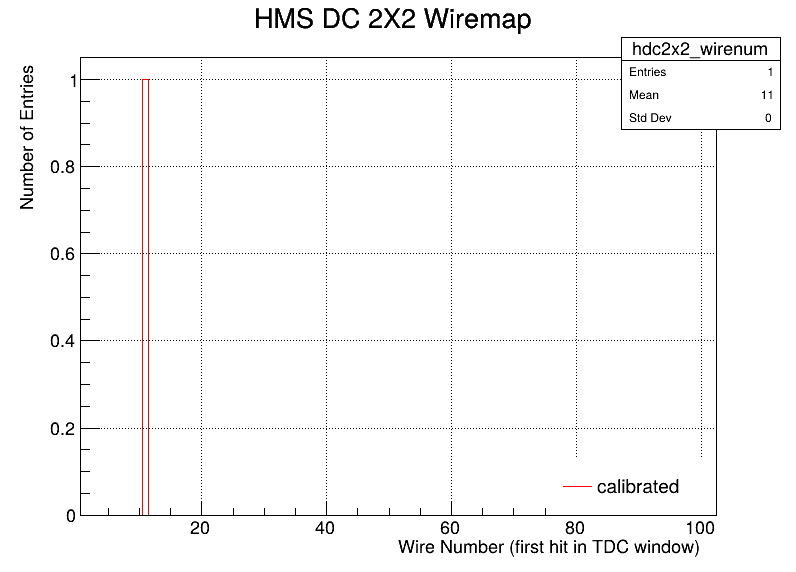 HMS DC 2X2 Wiremap
hdc2x2_wirenum
Entries 1
Mean 11
Std Dev 0
Number of Entries
1
0.8
0.6
0.4
0.2
0
calibrated
20 40 60 80 100
Wire Number (first hit in TDC window)